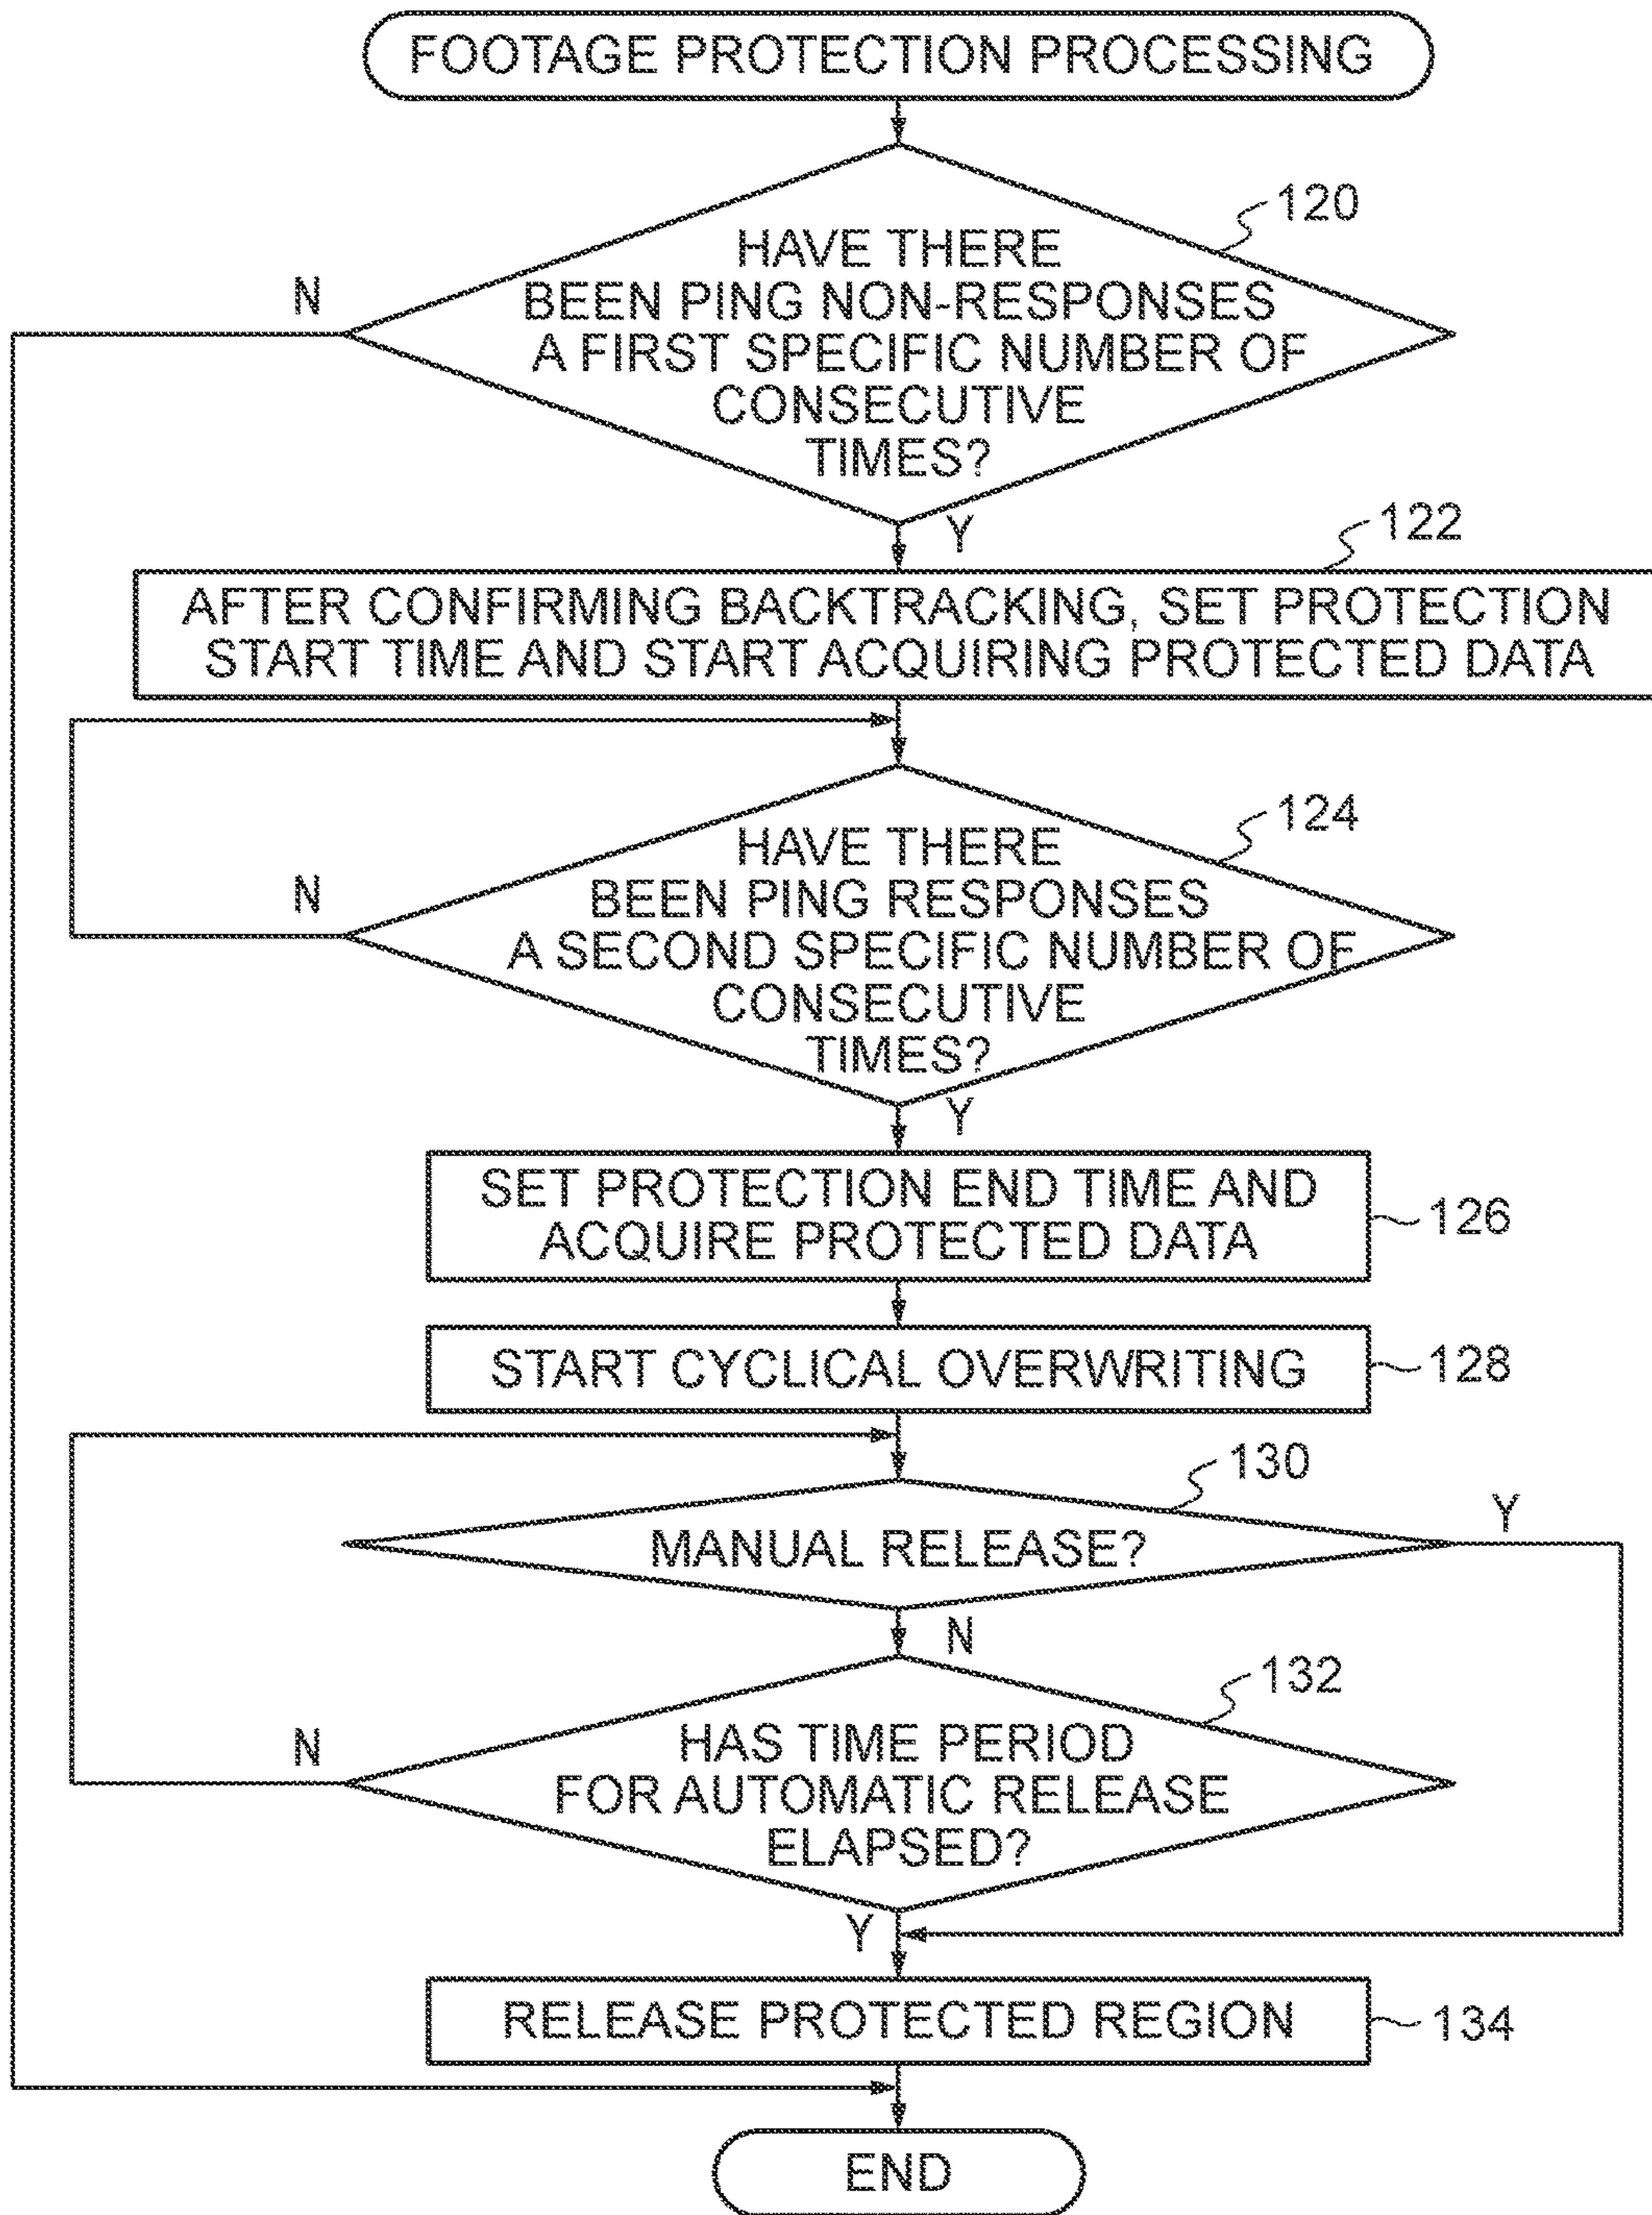 FOOTAGE PROTECTION PROCESSING
120
HAVE THERE
N
BEEN PING NON-RESPONSES
A FIRST SPECIFIC NUMBER OF
CONSECUTIVE
TIMES?
Y
122
AFTER CONFIRMING BACKTRACKING, SET PROTECTION
START TIME AND START ACQUIRING PROTECTED DATA
124
HAVE THERE
N
BEEN PING RESPONSES
A SECOND SPECIFIC NUMBER OF
CONSECUTIVE
TIMES?
Y
SET PROTECTION END TIME AND
ACQUIRE PROTECTED DATA
126
START CYCLICAL OVERWRITING
128
130
Y
MANUAL RELEASE?
N
132
HAS TIME PERIOD
N
FOR AUTOMATIC RELEASE
ELAPSED?
Y
RELEASE PROTECTED REGION
134
END